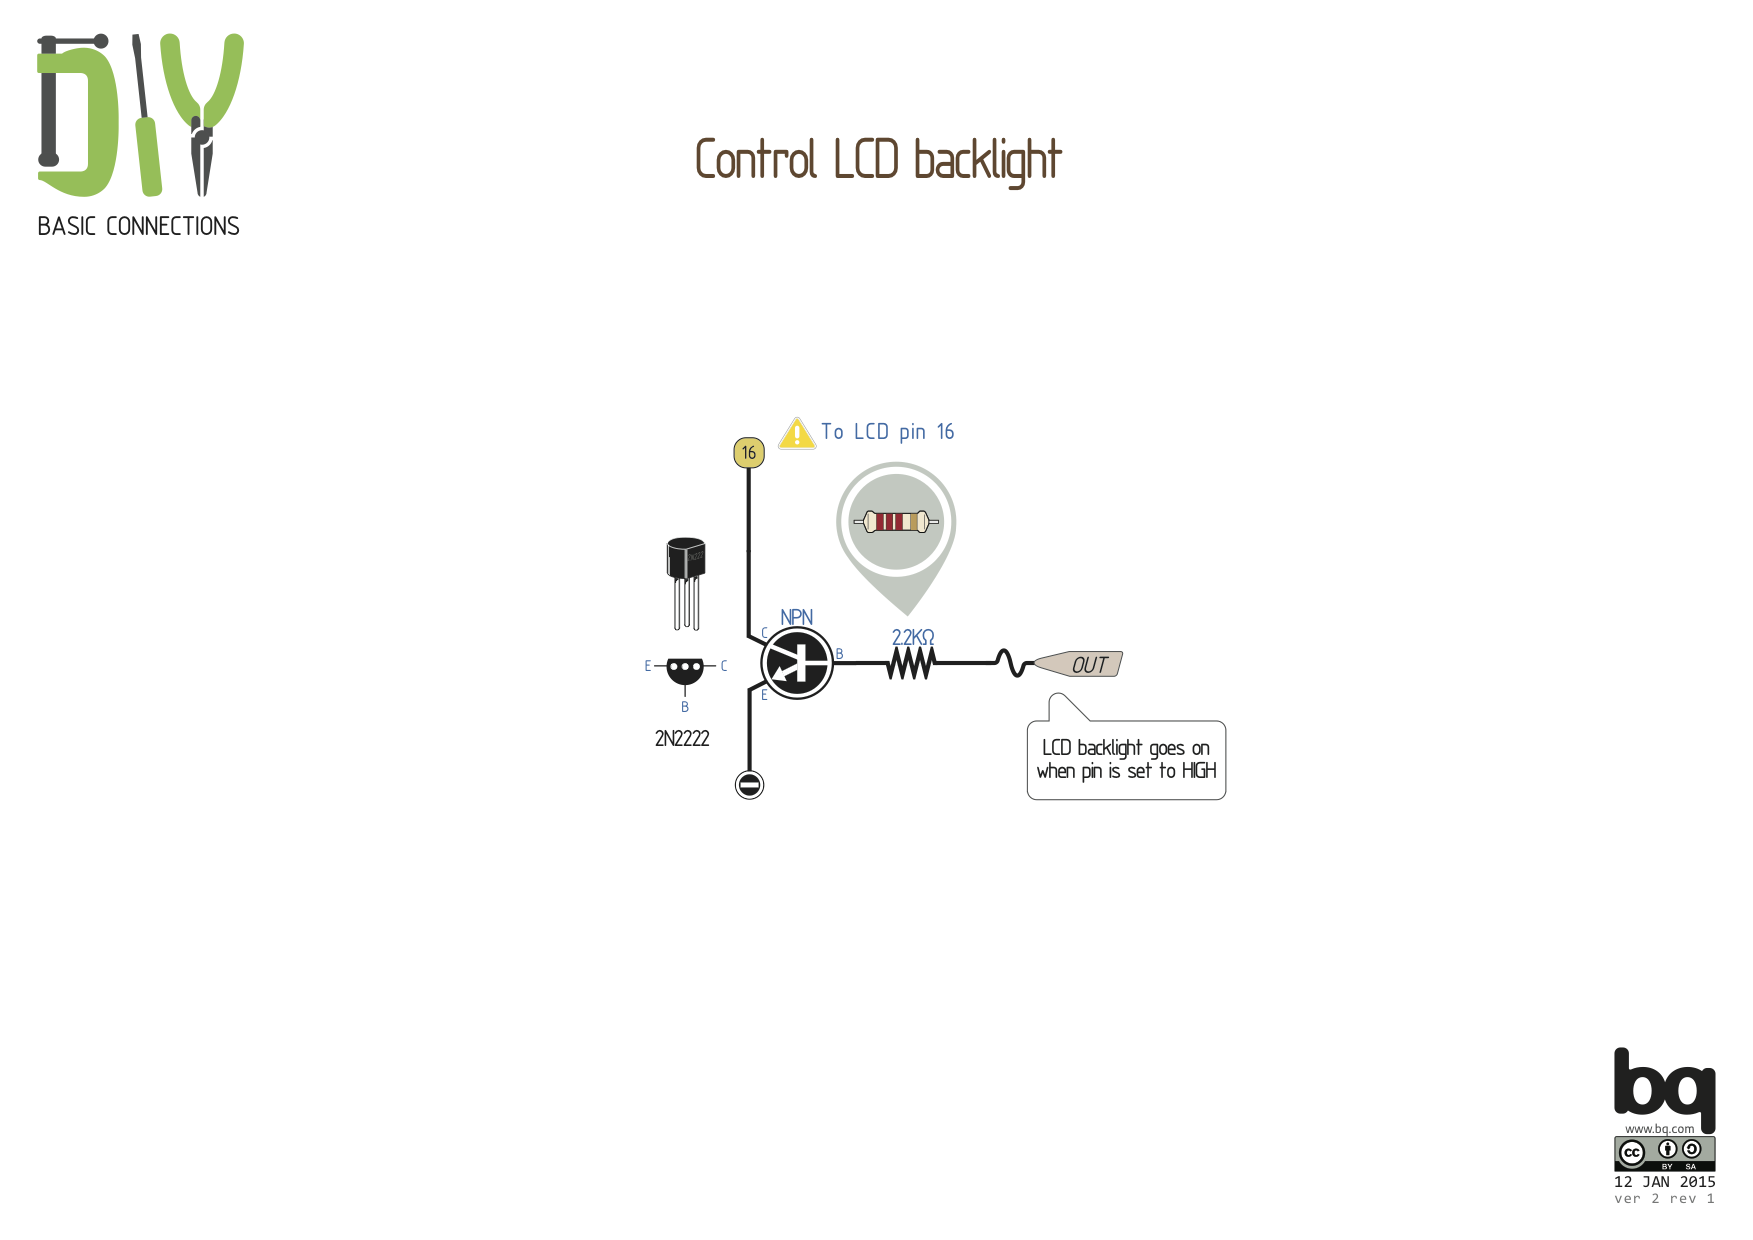 DIY
BASIC CONNECTIONS
Control LCD backlight
To LCD pin 16
16
NPN
C
B
E
2.2KΩ
OUT
E
C
B
2N2222
LCD backlight goes on
when pin is set to HIGH
bq
www.bq.com
cc
BY SA
12 JAN 2015
ver 2 rev 1